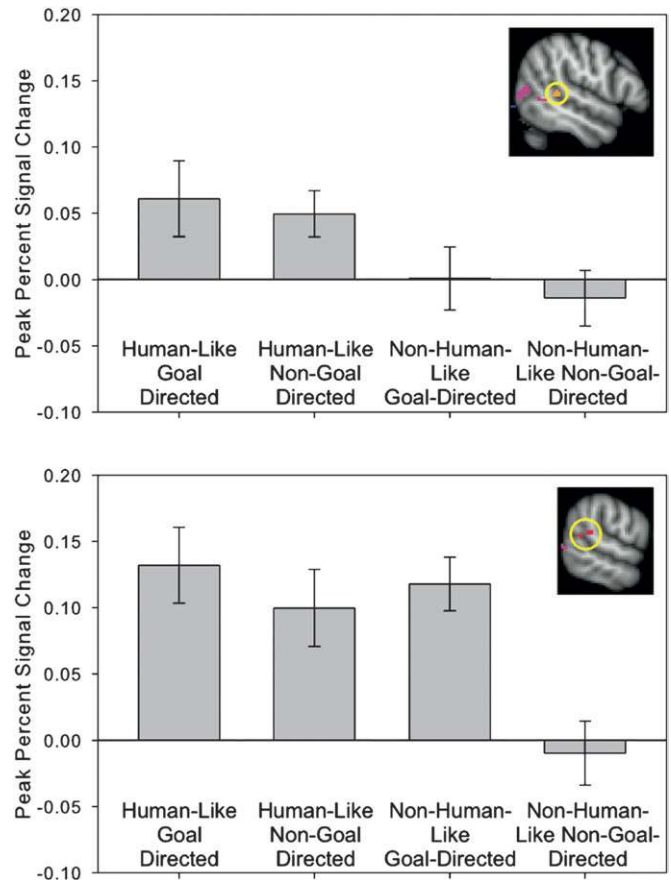 Peak Percent Signal Change
0.20
0.15
0.10
0.05
0.00
-0.05
-0.10
Human-Like
Goal
Directed
Human-Like
Non-Goal
Directed
Non-Human-
Like
Goal-Directed
Non-Human-
Like Non-Goal-
Directed
Peak Percent Signal Change
0.20
0.15
0.10
0.05
0.00
-0.05
-0.10
Human-Like
Goal
Directed
Human-Like
Non-Goal
Directed
Non-Human-
Like
Goal-Directed
Non-Human-
Like Non-Goal-
Directed